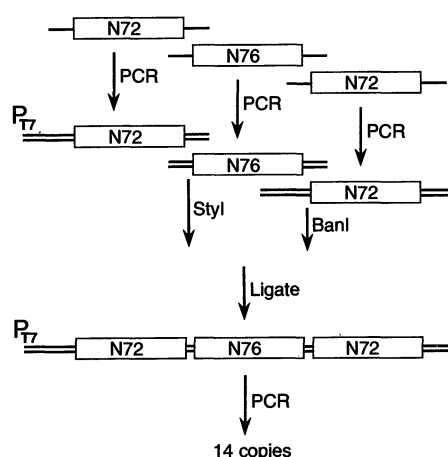 N72
N76
PCR
N72
PCR
PCR
PT7
N72
N76
N72
StyI
BanI
Ligate
PT7
N72 N76 N72
PCR
14 copies